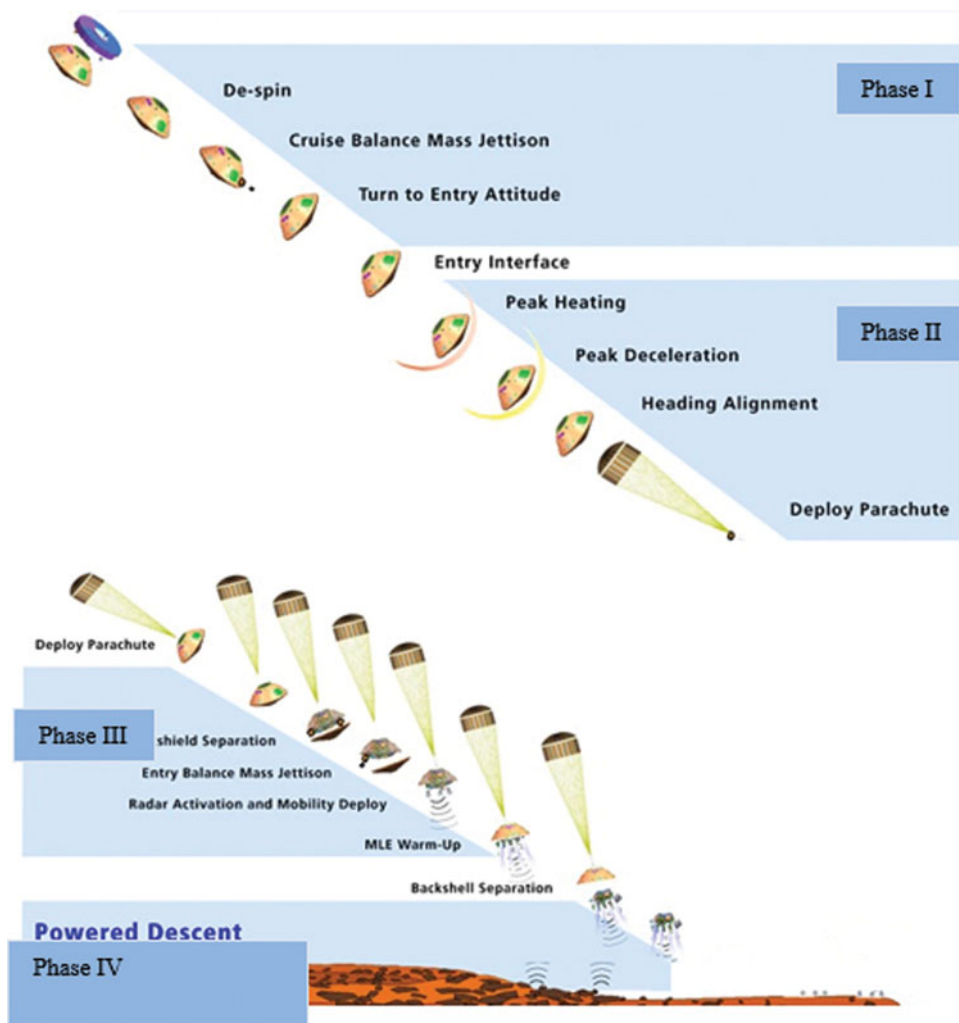 De-spin
Phase I
Cruise Balance Mass Jettison
Turn to Entry Attitude
Entry Interface
Peak Heating
Phase II
Peak Deceleration
Heading Alignment
Deploy Parachute
Deploy Parachute
Phase III
shield Separation
Entry Balance Mass Jettison
Radar Activation and Mobility Deploy
MLE Warm-Up
Backshell Separation
Powered Descent
Phase IV